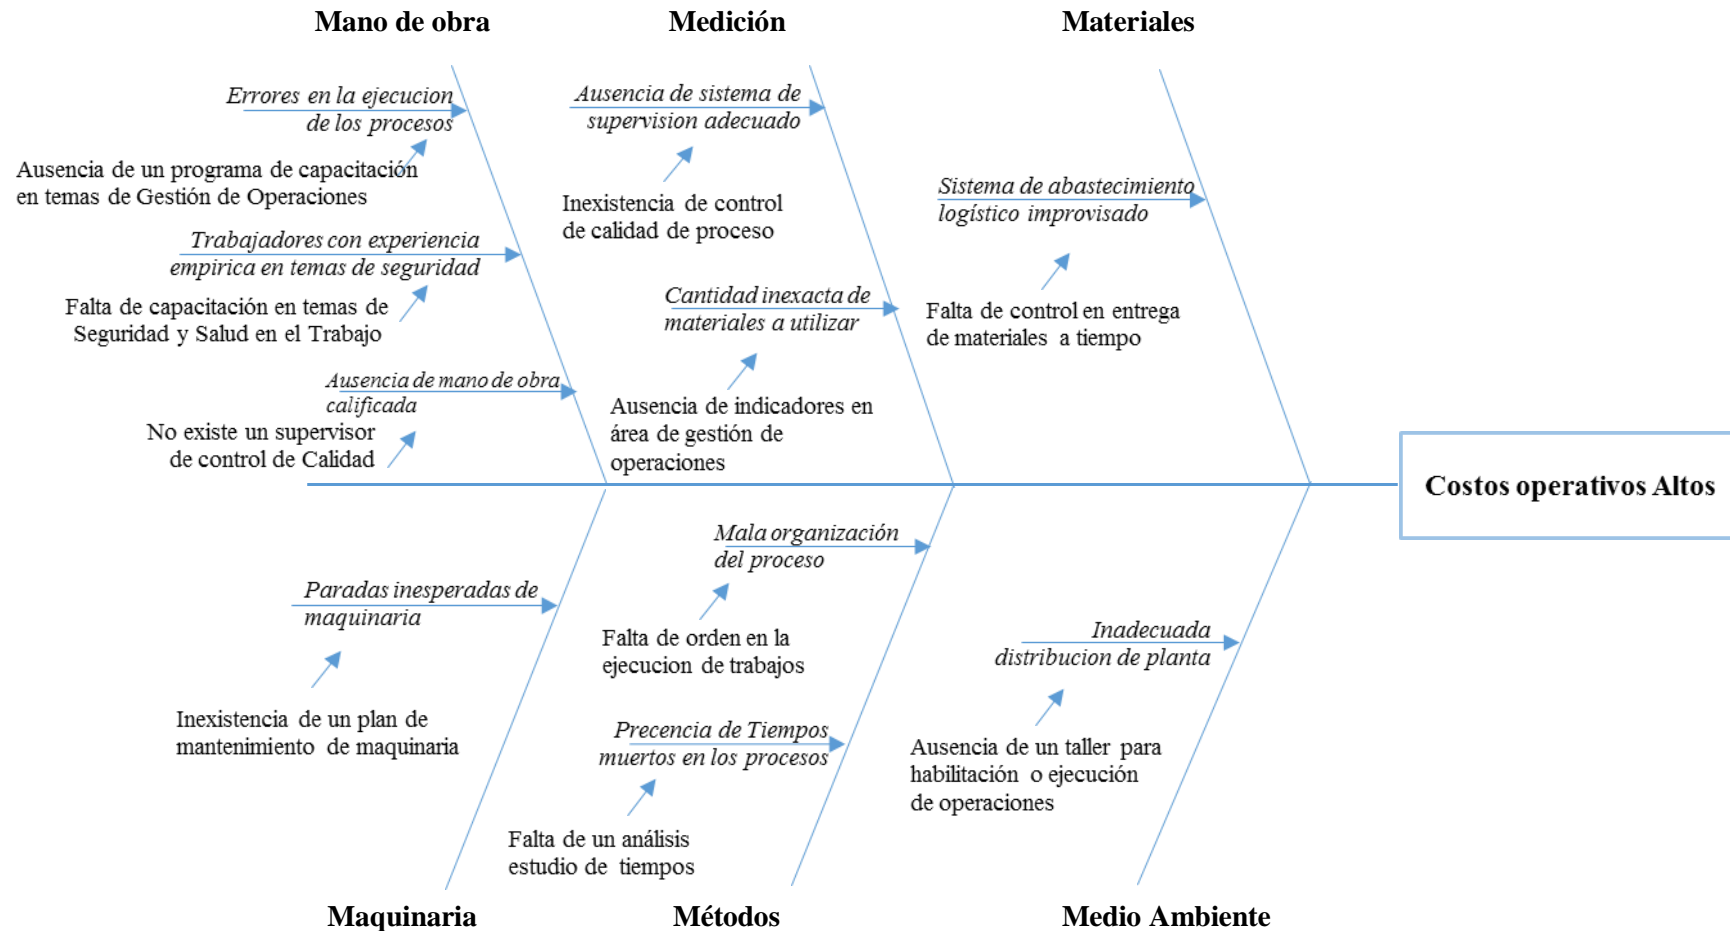 Mano de obra
Medición
Materiales
Errores en la ejecucion
de los procesos
Ausencia de un programa de capacitación
en temas de Gestión de Operaciones
Trabajadores con experiencia
empirica en temas de seguridad
Falta de capacitación en temas de
Seguridad y Salud en el Trabajo
Ausencia de mano de obra
calificada
No existe un supervisor
de control de Calidad
Ausencia de sistema de
supervision adecuado
Inexistencia de control
de calidad de proceso
Cantidad inexacta de
materiales a utilizar
Ausencia de indicadores en
área de gestión de
operaciones
Sistema de abastecimiento
logístico improvisado
Falta de control en entrega
de materiales a tiempo
Costos operativos Altos
Paradas inesperadas de
maquinaria
Inexistencia de un plan de
mantenimiento de maquinaria
Mala organización
del proceso
Falta de orden en la
ejecucion de trabajos
Precencia de Tiempos
muertos en los procesos
Falta de un análisis
estudio de tiempos
Inadecuada
distribucion de planta
Ausencia de un taller para
habilitación o ejecución
de operaciones
Maquinaria
Métodos
Medio Ambiente